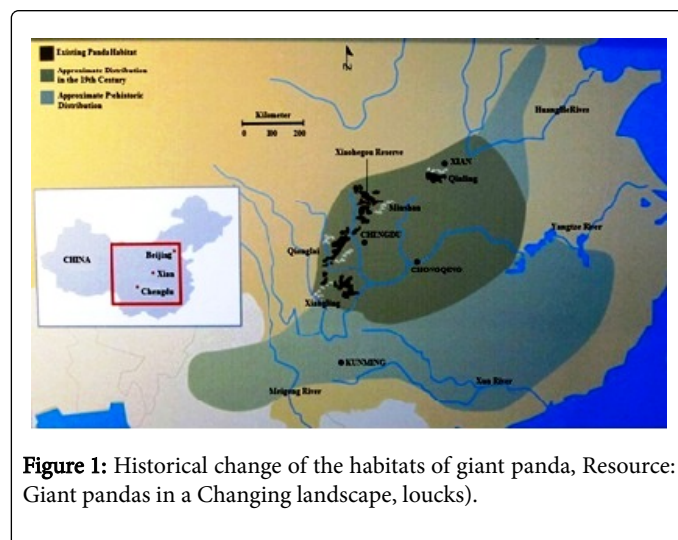 Existing Panda Habitat
Approximate Distribution
in the 19th Century
Approximate Prehistoric
Distribution
N
Kilometer
0 100 200
HuangHeRiver
Xiaohegou Reserve
XIAN
Qinling
Minshan
Yangtze River
Qionglai
CHENGDU
CHONGQING
Xiangling
CHINA
Beijing
Xian
Chengdu
KUNMING
Meigong River
Xun River
Figure 1: Historical change of the habitats of giant panda, Resource:
Giant pandas in a Changing landscape, loucks).